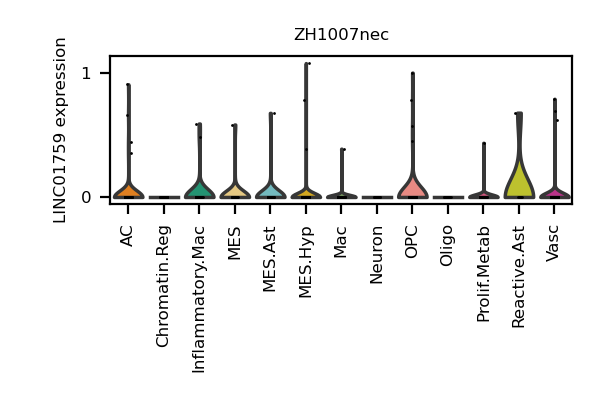 ZH1007nec
LINC01759 expression
1
0
AC
Chromatin.Reg
Inflammatory.Mac
MES
MES.Ast
MES.Hyp
Mac
Neuron
OPC
Oligo
Prolif.Metab
Reactive.Ast
Vasc